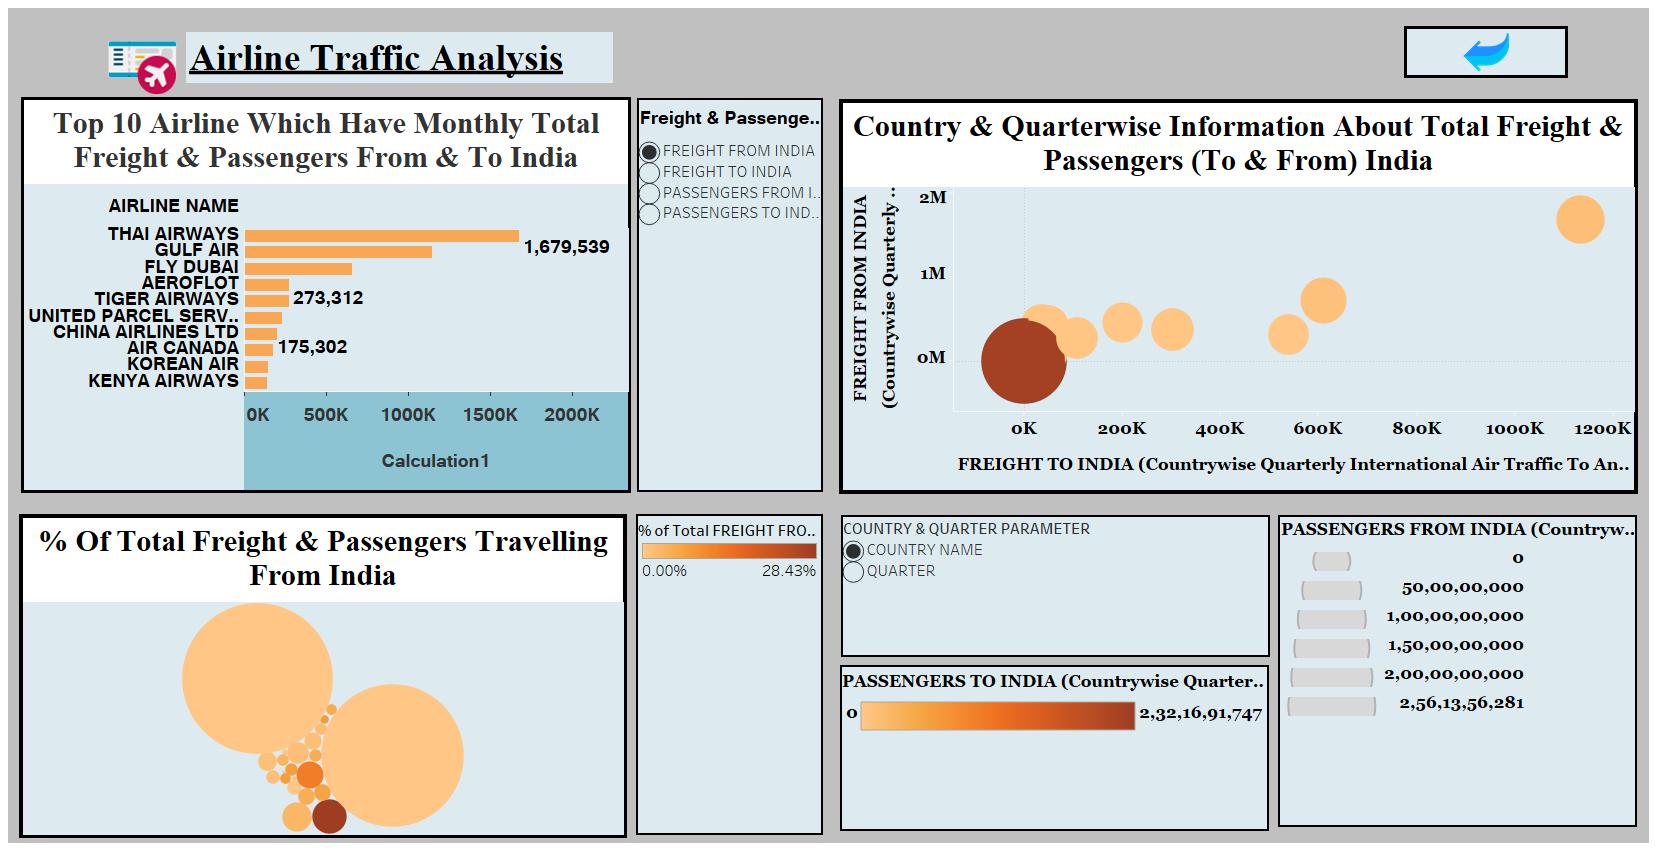 Airline Traffic Analysis
Top 10 Airline Which Have Monthly Total
Freight & Passengers From & To India
AIRLINE NAME
THAI AIRWAYS
GULF AIR
FLY DUBAI
AEROFLOT
TIGER AIRWAYS
UNITED PARCEL SERV..
CHINA AIRLINES LTD
AIR CANADA
KOREAN AIR
KENYA AIRWAYS
1,679,539
273,312
175,302
0K 500K 1000K 1500K 2000K
Calculation1
Freight & Passenge..
FREIGHT FROM INDIA
FREIGHT TO INDIA
PASSENGERS FROM I..
PASSENGERS TO IND..
Country & Quarterwise Information About Total Freight &
Passengers (To & From) India
FREIGHT FROM INDIA
(Countrywise Quarterly ..
2M
1M
0M
0K 200K 400K 600K 800K 1000K 1200K
FREIGHT TO INDIA (Countrywise Quarterly International Air Traffic To An..
% Of Total Freight & Passengers Travelling
From India
% of Total FREIGHT FRO..
0.00% 28.43%
COUNTRY & QUARTER PARAMETER
COUNTRY NAME
QUARTER
PASSENGERS TO INDIA (Countrywise Quarter..
0 2,32,16,91,747
PASSENGERS FROM INDIA (Countryw..
0
50,00,00,000
1,00,00,00,000
1,50,00,00,000
2,00,00,00,000
2,56,13,56,281